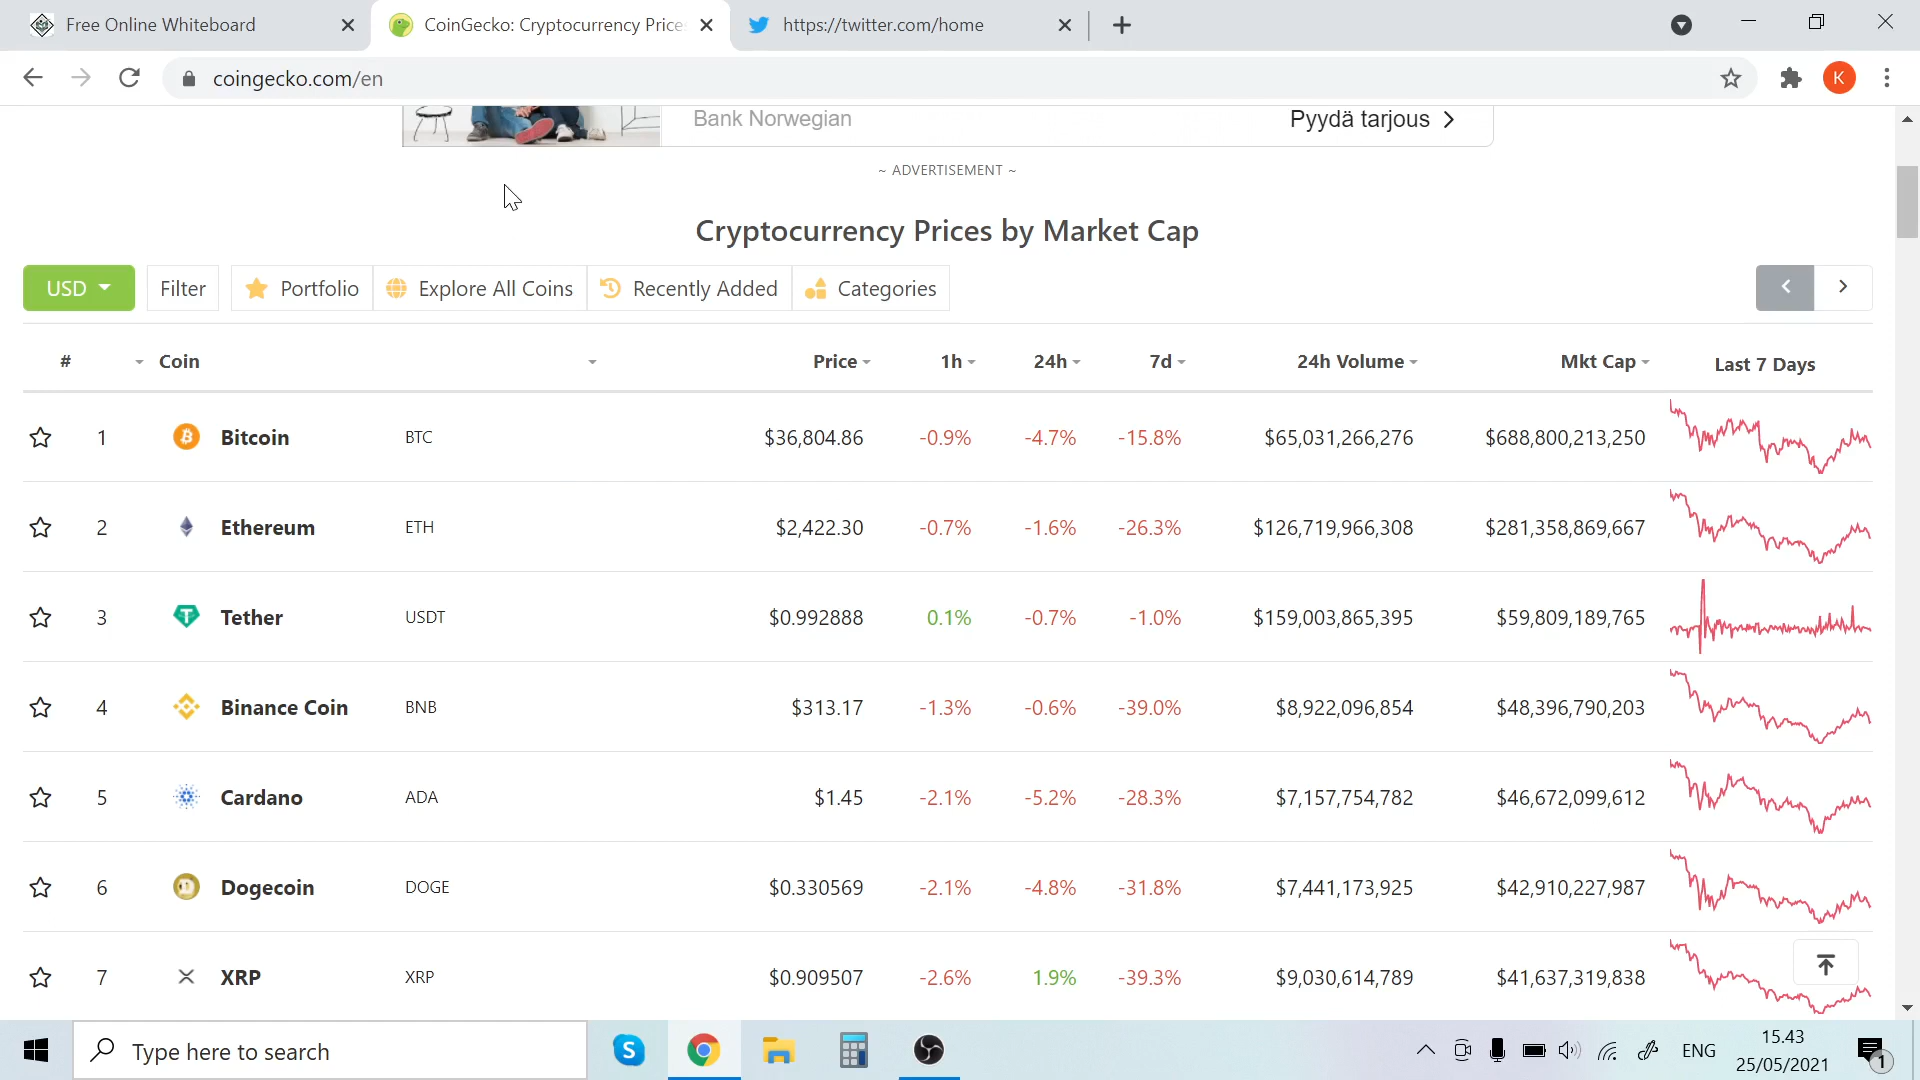 Free Online Whiteboard
CoinGecko: Cryptocurrency Price
https://twitter.com/home
coingecko.com/en
K
Bank Norwegian
Pyydä tarjous
~ ADVERTISEMENT ~
Cryptocurrency Prices by Market Cap
USD Filter Portfolio Explore All Coins Recently Added Categories
# Coin Price 1h 24h 7d 24h Volume Mkt Cap Last 7 Days
1 Bitcoin BTC $36,804.86 -0.9% -4.7% -15.8% $65,031,266,276 $688,800,213,250
2 Ethereum ETH $2,422.30 -0.7% -1.6% -26.3% $126,719,966,308 $281,358,869,667
3 Tether USDT $0.992888 0.1% -0.7% -1.0% $159,003,865,395 $59,809,189,765
4 Binance Coin BNB $313.17 -1.3% -0.6% -39.0% $8,922,096,854 $48,396,790,203
5 Cardano ADA $1.45 -2.1% -5.2% -28.3% $7,157,754,782 $46,672,099,612
6 Dogecoin DOGE $0.330569 -2.1% -4.8% -31.8% $7,441,173,925 $42,910,227,987
7 XRP XRP $0.909507 -2.6% 1.9% -39.3% $9,030,614,789 $41,637,319,838
Type here to search
S
ENG
15.43
25/05/2021
1